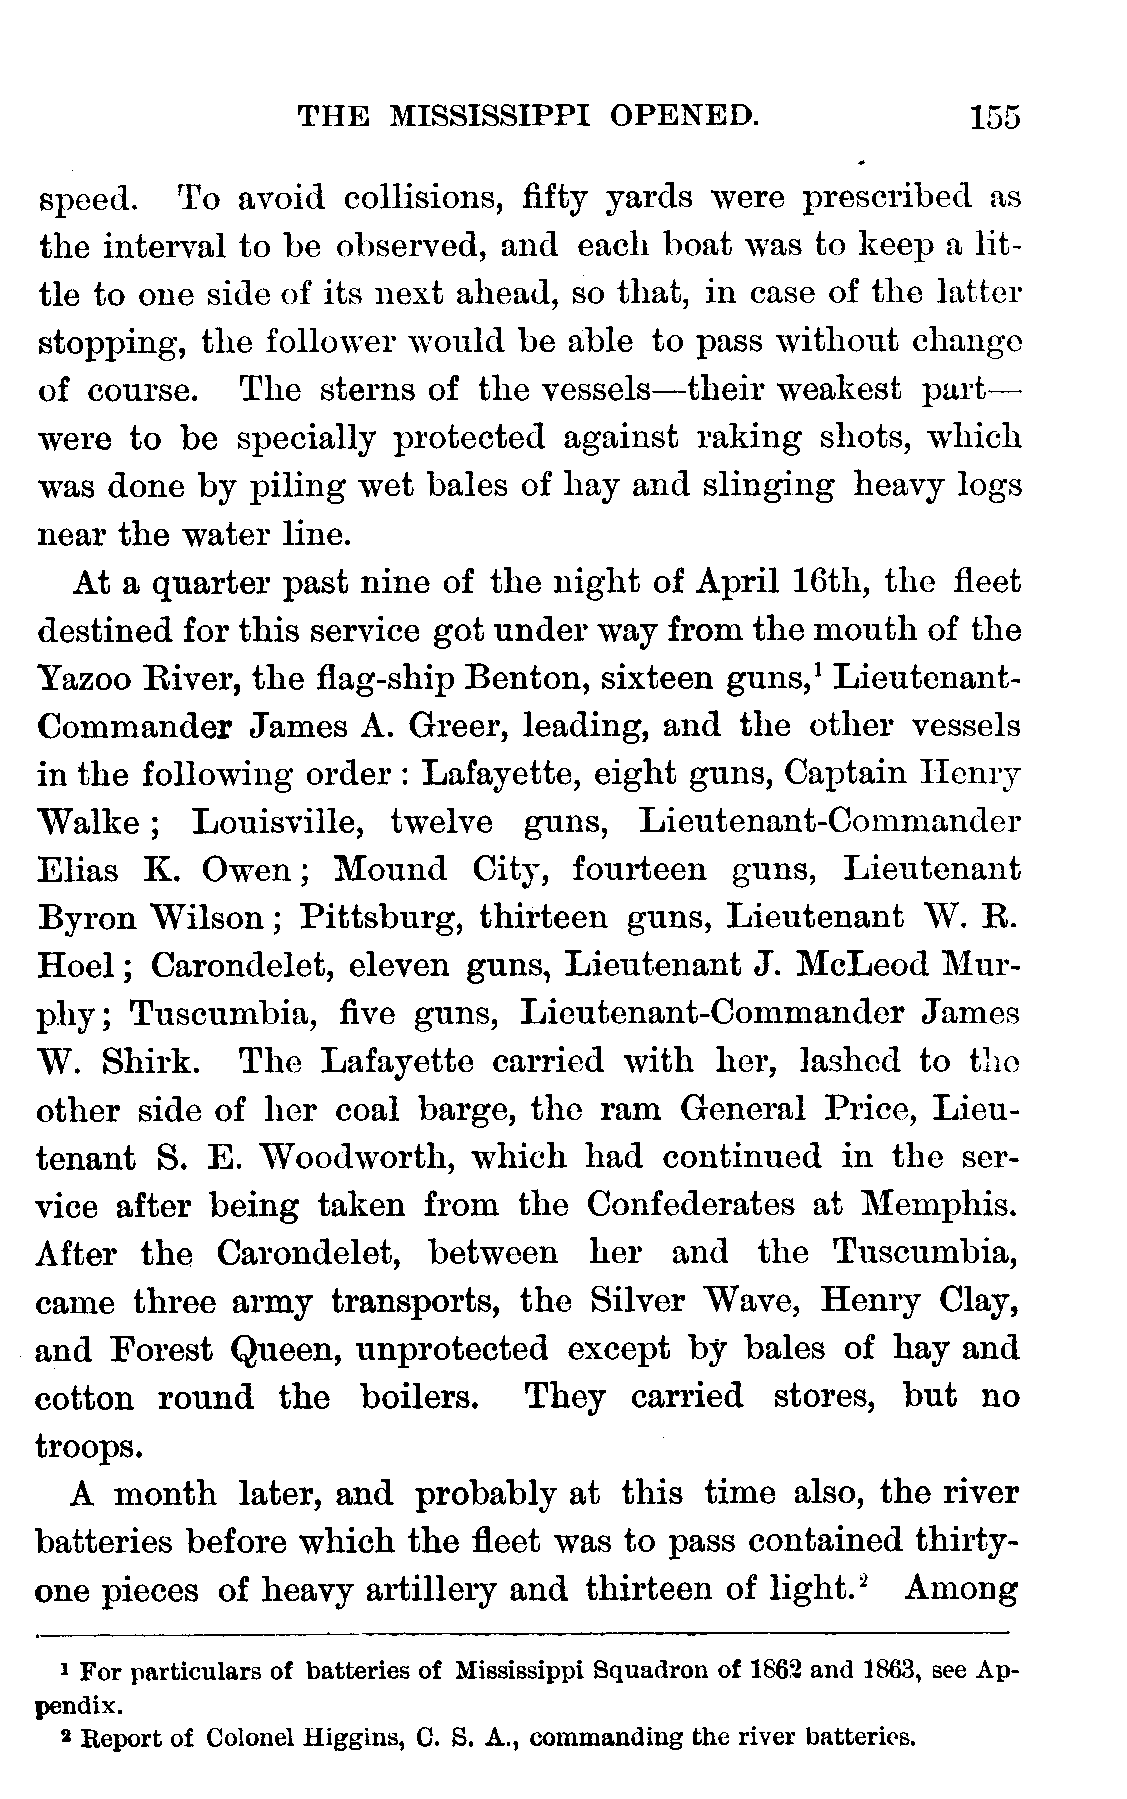 THE MISSISSIPPI OPENED. 155
speed. To avoid collisions, fifty yards were prescribed as
the interval to be observed, and each boat was to keep a lit-
tle to one side of its next ahead, so that, in case of the latter
stopping, the follower would be able to pass without change
of course. The sterns of the vessels—their weakest part—
were to be specially protected against raking shots, which
was done by piling wet bales of hay and slinging heavy logs
near the water line.
At a quarter past nine of the night of April 16th, the fleet
destined for this service got under way from the mouth of the
Yazoo River, the flag-ship Benton, sixteen guns,¹ Lieutenant-
Commander James A. Greer, leading, and the other vessels
in the following order : Lafayette, eight guns, Captain Henry
Walke ; Louisville, twelve guns, Lieutenant-Commander
Elias K. Owen ; Mound City, fourteen guns, Lieutenant
Byron Wilson ; Pittsburg, thirteen guns, Lieutenant W. R.
Hoel ; Carondelet, eleven guns, Lieutenant J. McLeod Mur-
phy ; Tuscumbia, five guns, Lieutenant-Commander James
W. Shirk. The Lafayette carried with her, lashed to the
other side of her coal barge, the ram General Price, Lieu-
tenant S. E. Woodworth, which had continued in the ser-
vice after being taken from the Confederates at Memphis.
After the Carondelet, between her and the Tuscumbia,
came three army transports, the Silver Wave, Henry Clay,
and Forest Queen, unprotected except by bales of hay and
cotton round the boilers. They carried stores, but no
troops.
A month later, and probably at this time also, the river
batteries before which the fleet was to pass contained thirty-
one pieces of heavy artillery and thirteen of light.² Among
¹ For particulars of batteries of Mississippi Squadron of 1862 and 1863, see Ap-
pendix.
² Report of Colonel Higgins, C. S. A., commanding the river batteries.